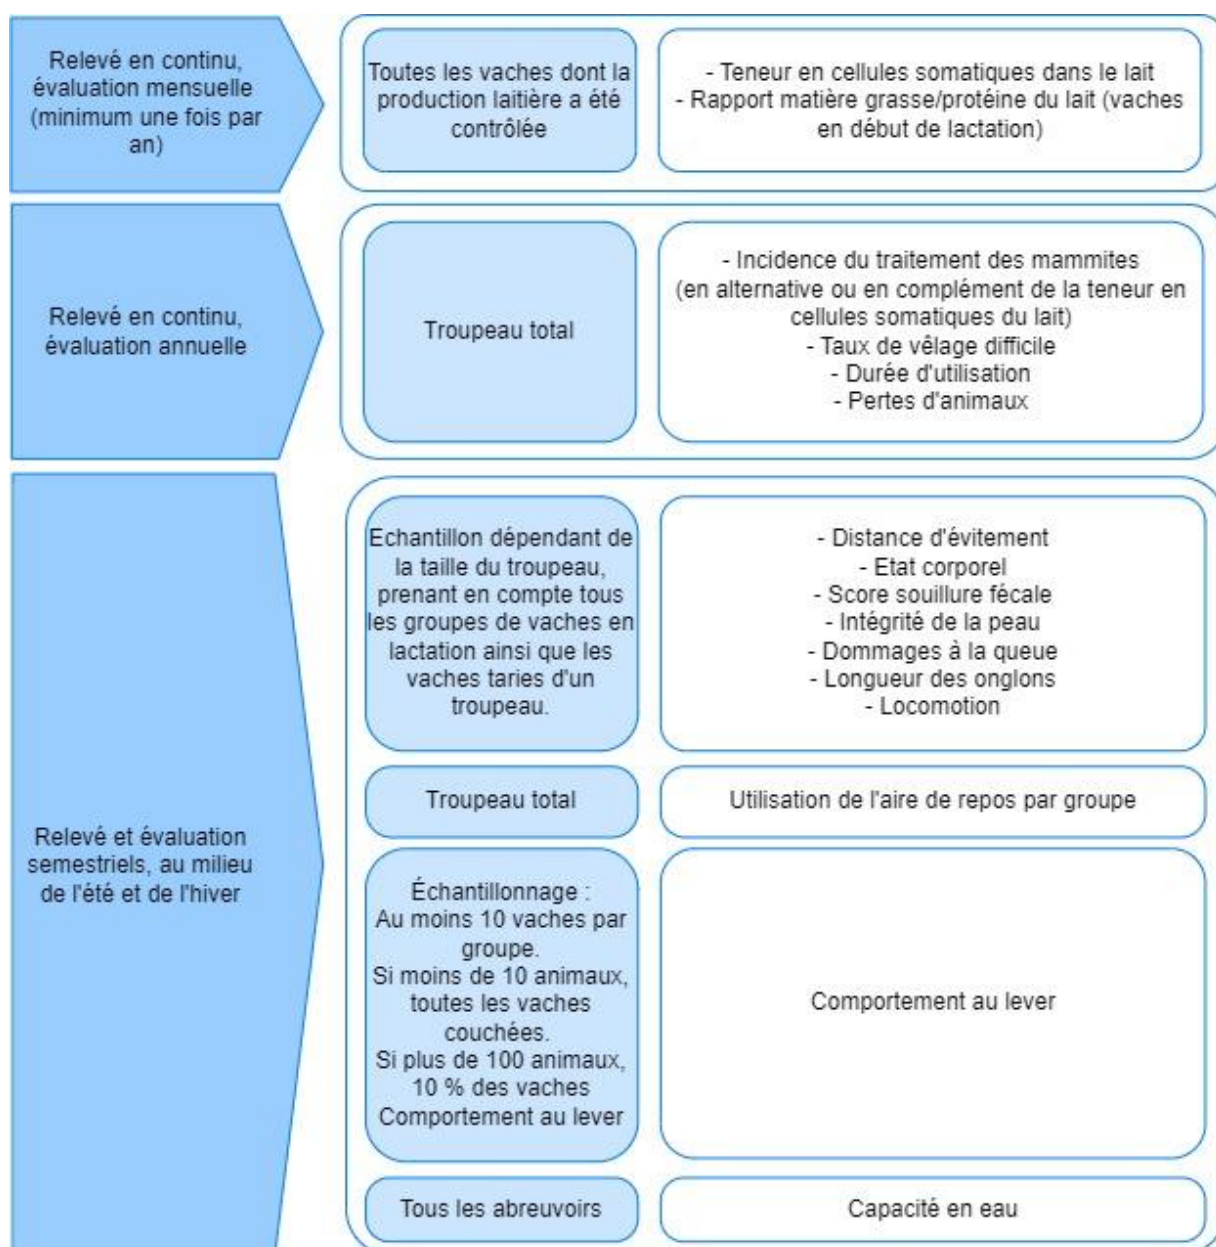 Relevé en continu,
évaluation mensuelle
(minimum une fois par
an)
Toutes les vaches dont la
production laitière a été
contrôlée
- Teneur en cellules somatiques dans le lait
- Rapport matière grasse/protéine du lait (vaches
en début de lactation)
Relevé en continu,
évaluation annuelle
Troupeau total
- Incidence du traitement des mammites
(en alternative ou en complément de la teneur en
cellules somatiques du lait)
- Taux de vêlage difficile
- Durée d'utilisation
- Pertes d'animaux
Relevé et évaluation
semestriels, au milieu
de l'été et de l'hiver
Echantillon dépendant de
la taille du troupeau,
prenant en compte tous
les groupes de vaches en
lactation ainsi que les
vaches taries d'un
troupeau.
- Distance d'évitement
- Etat corporel
- Score souillure fécale
- Intégrité de la peau
- Dommages à la queue
- Longueur des onglons
- Locomotion
Troupeau total
Utilisation de l'aire de repos par groupe
Échantillonnage :
Au moins 10 vaches par
groupe.
Si moins de 10 animaux,
toutes les vaches
couchées.
Si plus de 100 animaux,
10 % des vaches
Comportement au lever
Comportement au lever
Tous les abreuvoirs
Capacité en eau